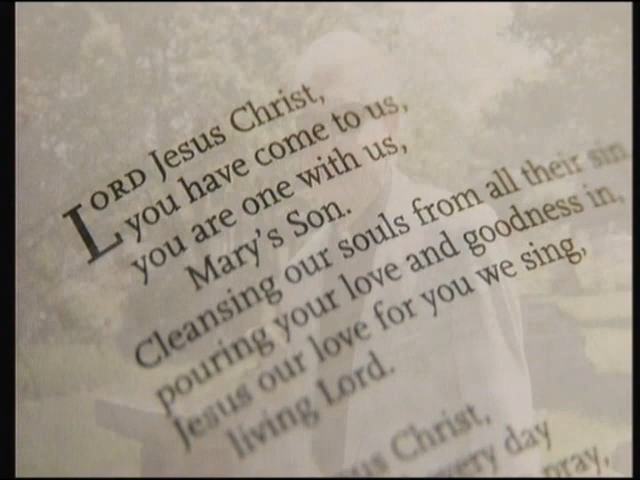 LORD Jesus Christ,
you have come to us,
you are one with us,
Mary's Son.
Cleansing our souls from all their sin
pouring your love and goodness in,
Jesus our love for you we sing,
living Lord.
Christ,
day
pray,